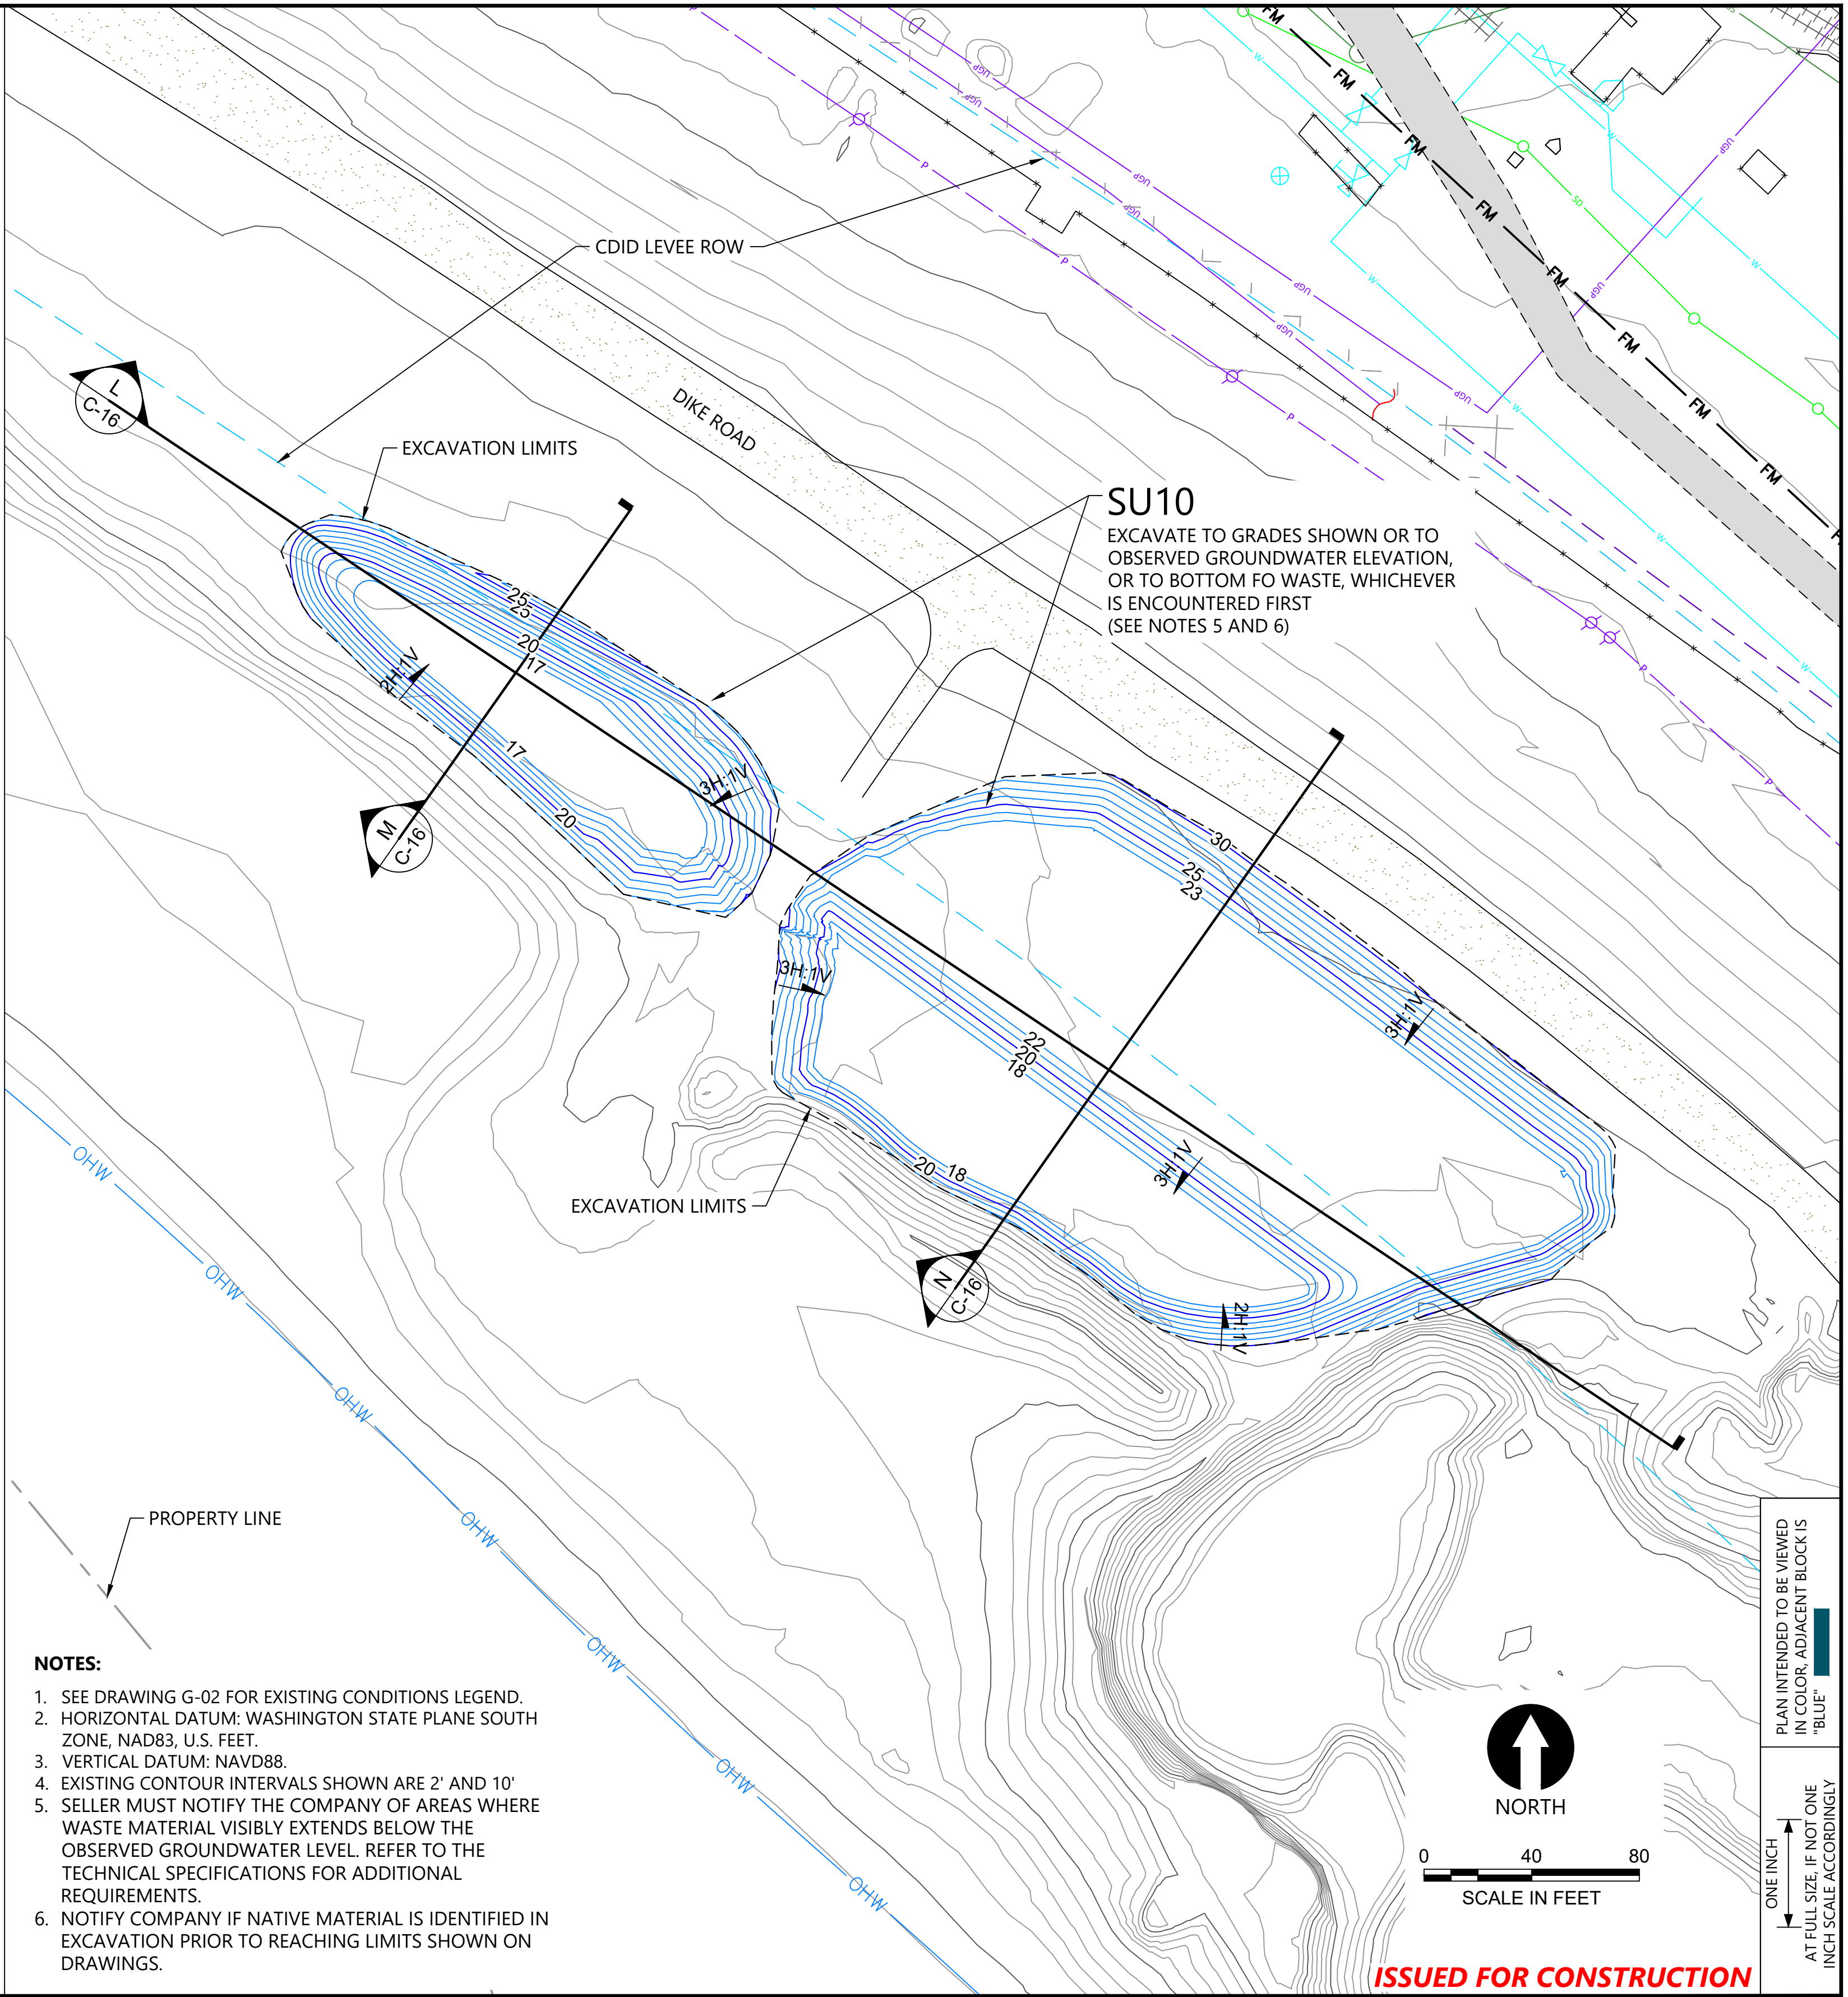 FM
FM
FM
FM
FM
FM
FM
FM
FM
P
P
P
P
P
P
UGP
UGP
UGP
UGP
UGP
UGP
UGP
UGP
UGP
W
W
W
W
W
W
W
SD
CDID LEVEE ROW
DIKE ROAD
L
C-16
EXCAVATION LIMITS
SU10
EXCAVATE TO GRADES SHOWN OR TO
OBSERVED GROUNDWATER ELEVATION,
OR TO BOTTOM FO WASTE, WHICHEVER
IS ENCOUNTERED FIRST
(SEE NOTES 5 AND 6)
25
25
20
17
2H:1V
17
20
3H:1V
M
C-16
30
25
23
3H:1V
3H:1V
22
20
18
3H:1V
20
18
EXCAVATION LIMITS
N
C-16
2H:1V
OHW
OHW
OHW
OHW
OHW
OHW
OHW
PROPERTY LINE
NOTES:
1. SEE DRAWING G-02 FOR EXISTING CONDITIONS LEGEND.
2. HORIZONTAL DATUM: WASHINGTON STATE PLANE SOUTH
ZONE, NAD83, U.S. FEET.
3. VERTICAL DATUM: NAVD88.
4. EXISTING CONTOUR INTERVALS SHOWN ARE 2' AND 10'
5. SELLER MUST NOTIFY THE COMPANY OF AREAS WHERE
WASTE MATERIAL VISIBLY EXTENDS BELOW THE
OBSERVED GROUNDWATER LEVEL. REFER TO THE
TECHNICAL SPECIFICATIONS FOR ADDITIONAL
REQUIREMENTS.
6. NOTIFY COMPANY IF NATIVE MATERIAL IS IDENTIFIED IN
EXCAVATION PRIOR TO REACHING LIMITS SHOWN ON
DRAWINGS.
NORTH
0 40 80
SCALE IN FEET
PLAN INTENDED TO BE VIEWED
IN COLOR, ADJACENT BLOCK IS
"BLUE"
ONE INCH
AT FULL SIZE, IF NOT ONE
INCH SCALE ACCORDINGLY
ISSUED FOR CONSTRUCTION